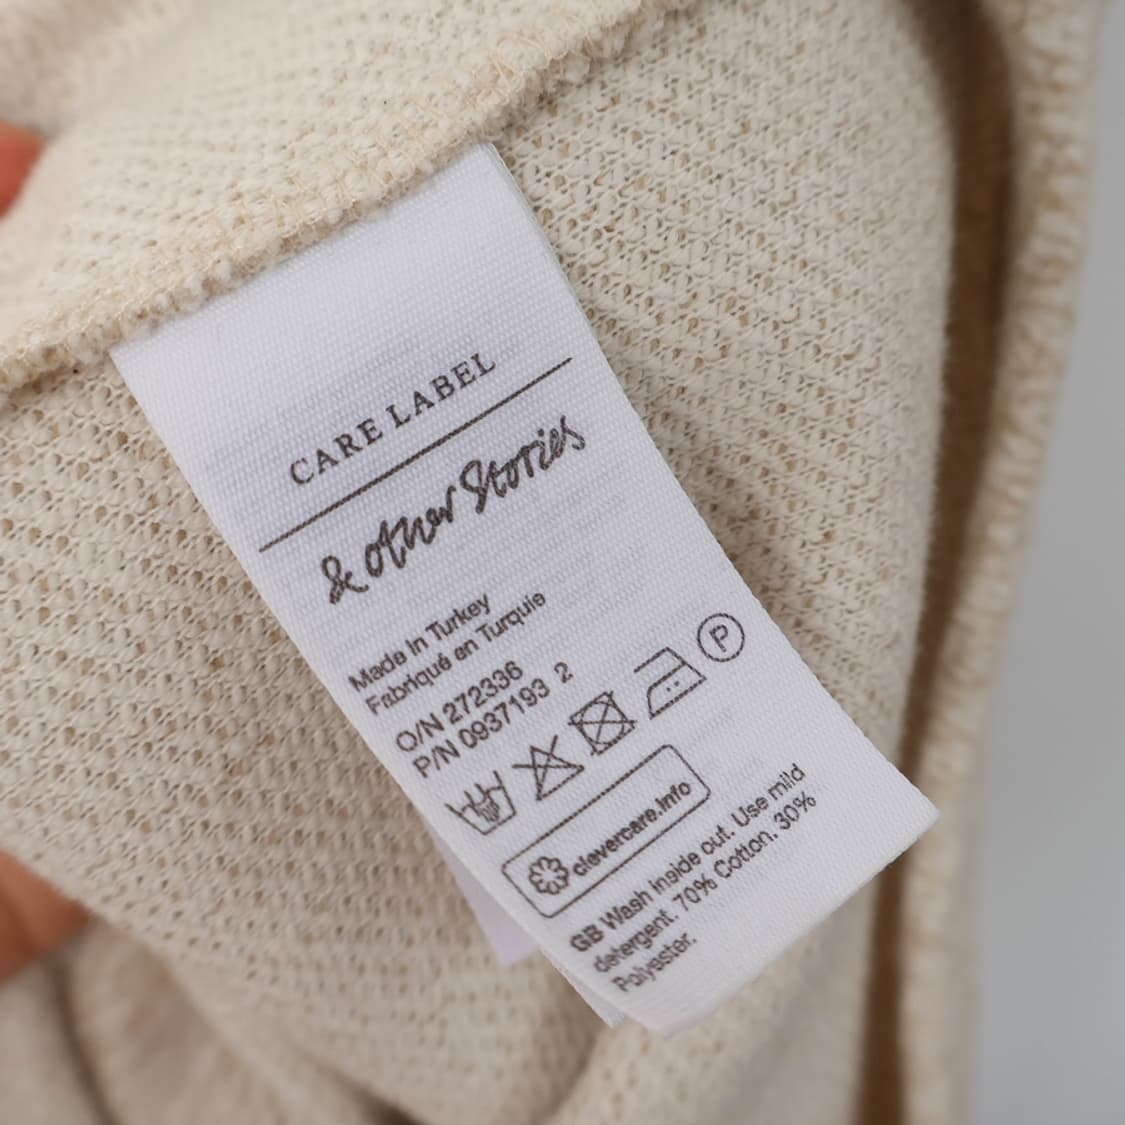 CARE LABEL
& other Stories
Made in Turkey
Fabriqué en Turquie
O/N 272336
P/N 0937193 2
P
clevercare.info
GB Wash inside out. Use mild
detergent. 70% Cotton. 30%
Polyester.